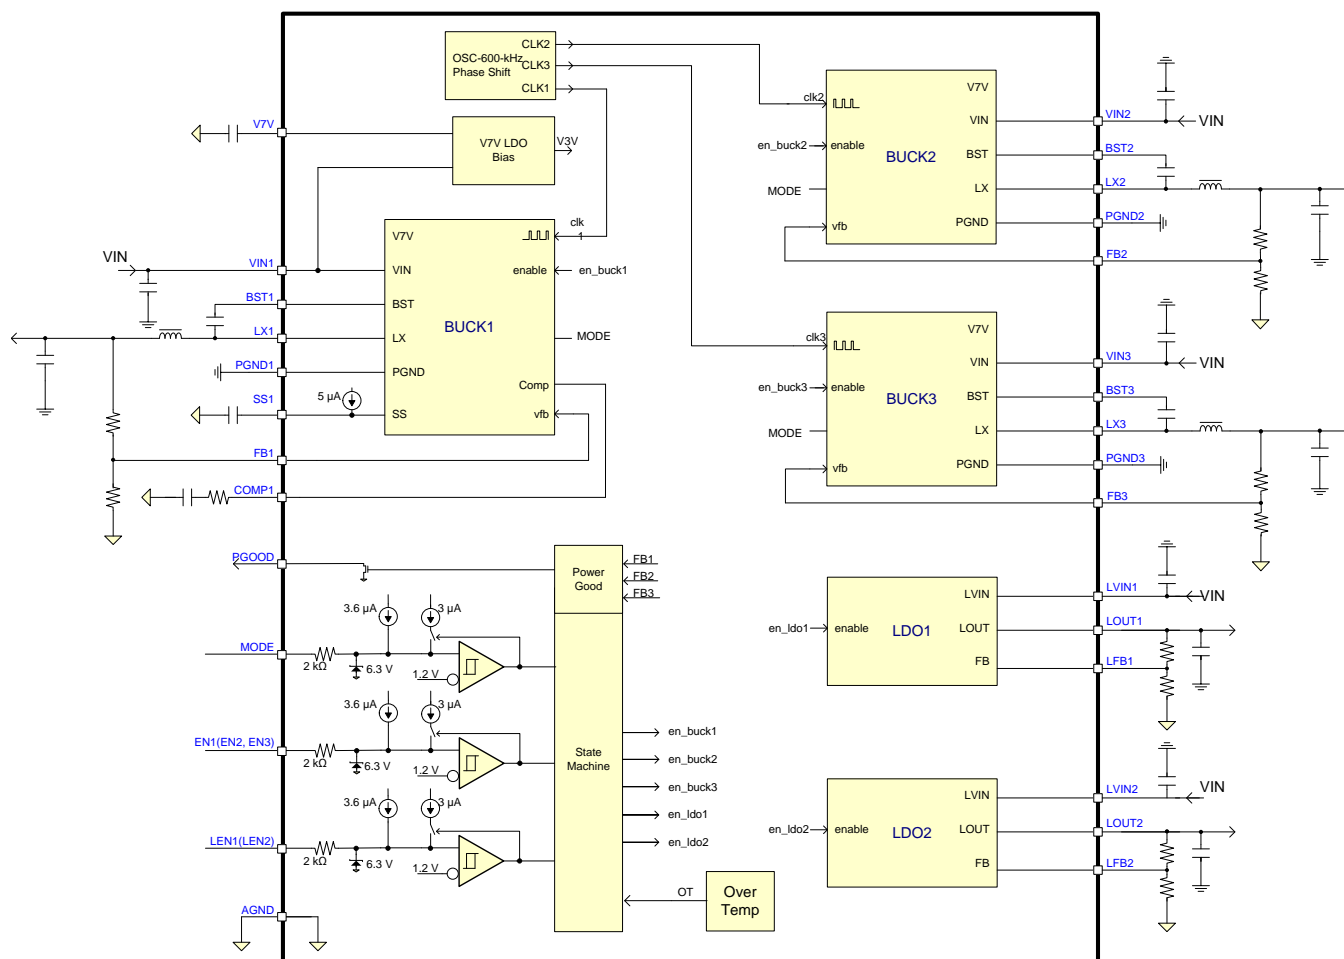 CLK2
OSC-600-kHz
CLK3
Phase Shift
CLK1
V7V
V7V LDO
Bias
V3V
clk
1
V7V
VIN
VIN1
VIN
enable
en_buck1
BST1
BST
BUCK1
LX1
LX
MODE
PGND1
PGND
Comp
5 µA
SS1
SS
vfb
FB1
COMP1
clk2
V7V
VIN
VIN2
VIN
en_buck2
enable
BUCK2
BST
BST2
MODE
LX
LX2
PGND
PGND2
vfb
FB2
clk3
V7V
VIN
VIN3
VIN
en_buck3
enable
BUCK3
BST
BST3
MODE
LX
LX3
PGND
PGND3
vfb
FB3
PGOOD
Power
Good
FB1
FB2
FB3
3.6 µA
3 µA
MODE
2 kΩ
6.3 V
1.2 V
3.6 µA
3 µA
EN1(EN2, EN3)
2 kΩ
6.3 V
1.2 V
3.6 µA
3 µA
LEN1(LEN2)
2 kΩ
6.3 V
1.2 V
State
Machine
en_buck1
en_buck2
en_buck3
en_ldo1
en_ldo2
OT
Over
Temp
AGND
LVIN
LVIN1
VIN
en_ldo1
enable
LDO1
LOUT
LOUT1
FB
LFB1
LVIN
LVIN2
VIN
en_ldo2
enable
LDO2
LOUT
LOUT2
FB
LFB2